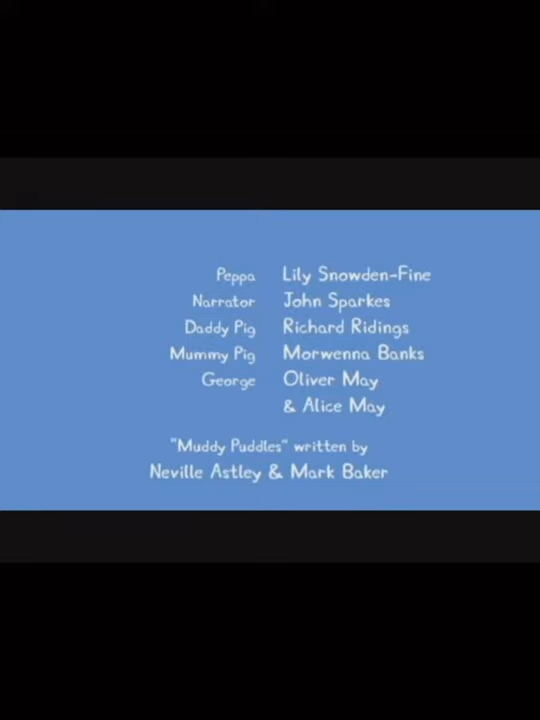 Peppa Lily Snowden-Fine
Narrator John Sparkes
Daddy Pig Richard Ridings
Mummy Pig Morwenna Banks
George Oliver May
& Alice May
"Muddy Puddles" written by
Neville Astley & Mark Baker